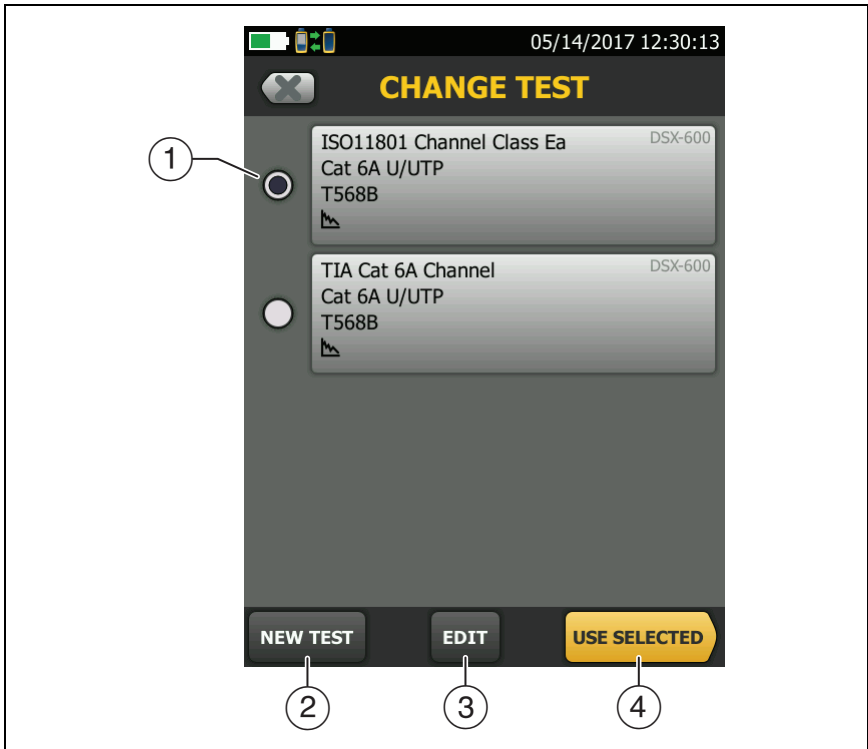 05/14/2017 12:30:13
CHANGE TEST
1
ISO11801 Channel Class Ea DSX-600
Cat 6A U/UTP
T568B
TIA Cat 6A Channel DSX-600
Cat 6A U/UTP
T568B
NEW TEST EDIT USE SELECTED
2 3 4